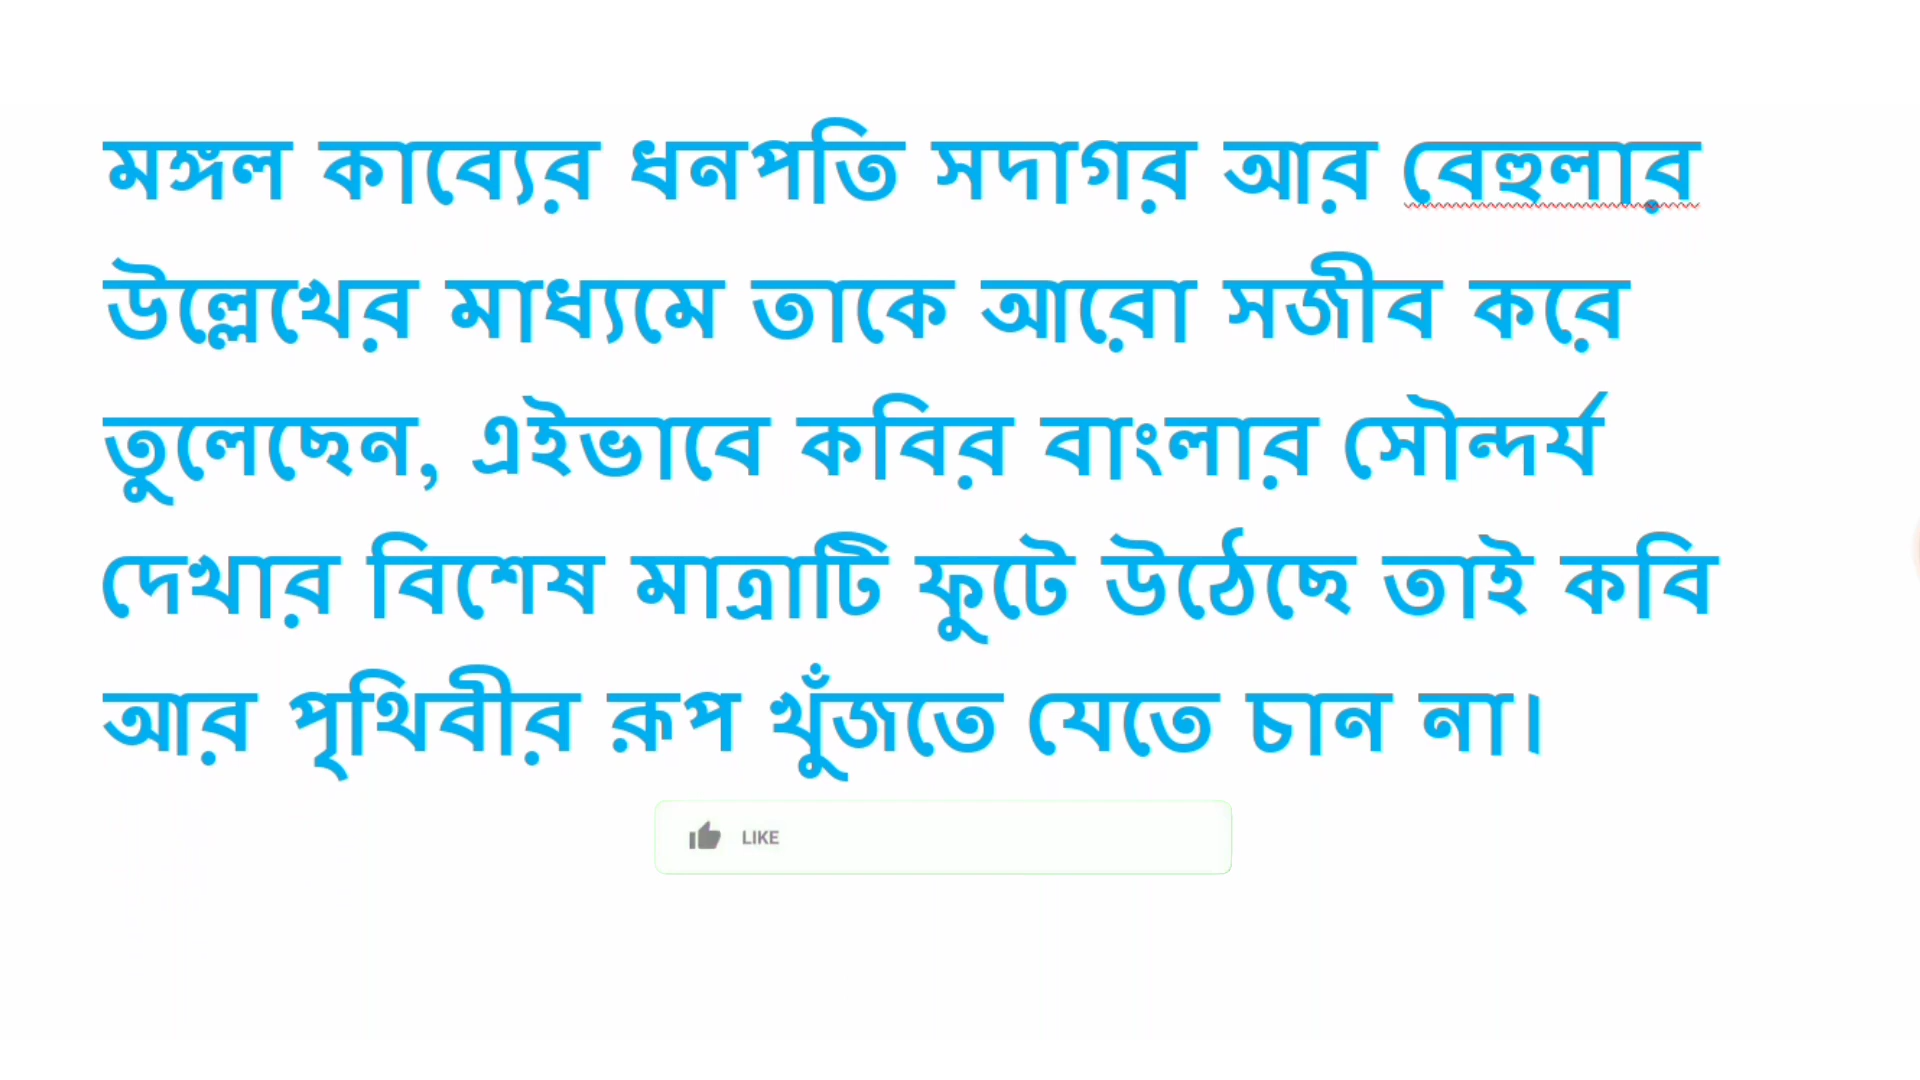 মঙ্গল কাব্যের ধনপতি সদাগর আর বেহুলার
উল্লেখের মাধ্যমে তাকে আরো সজীব করে
তুলেছেন, এইভাবে কবির বাংলার সৌন্দর্য
দেখার বিশেষ মাত্রাটি ফুটে উঠেছে তাই কবি
আর পৃথিবীর রূপ খুঁজতে যেতে চান না।
LIKE